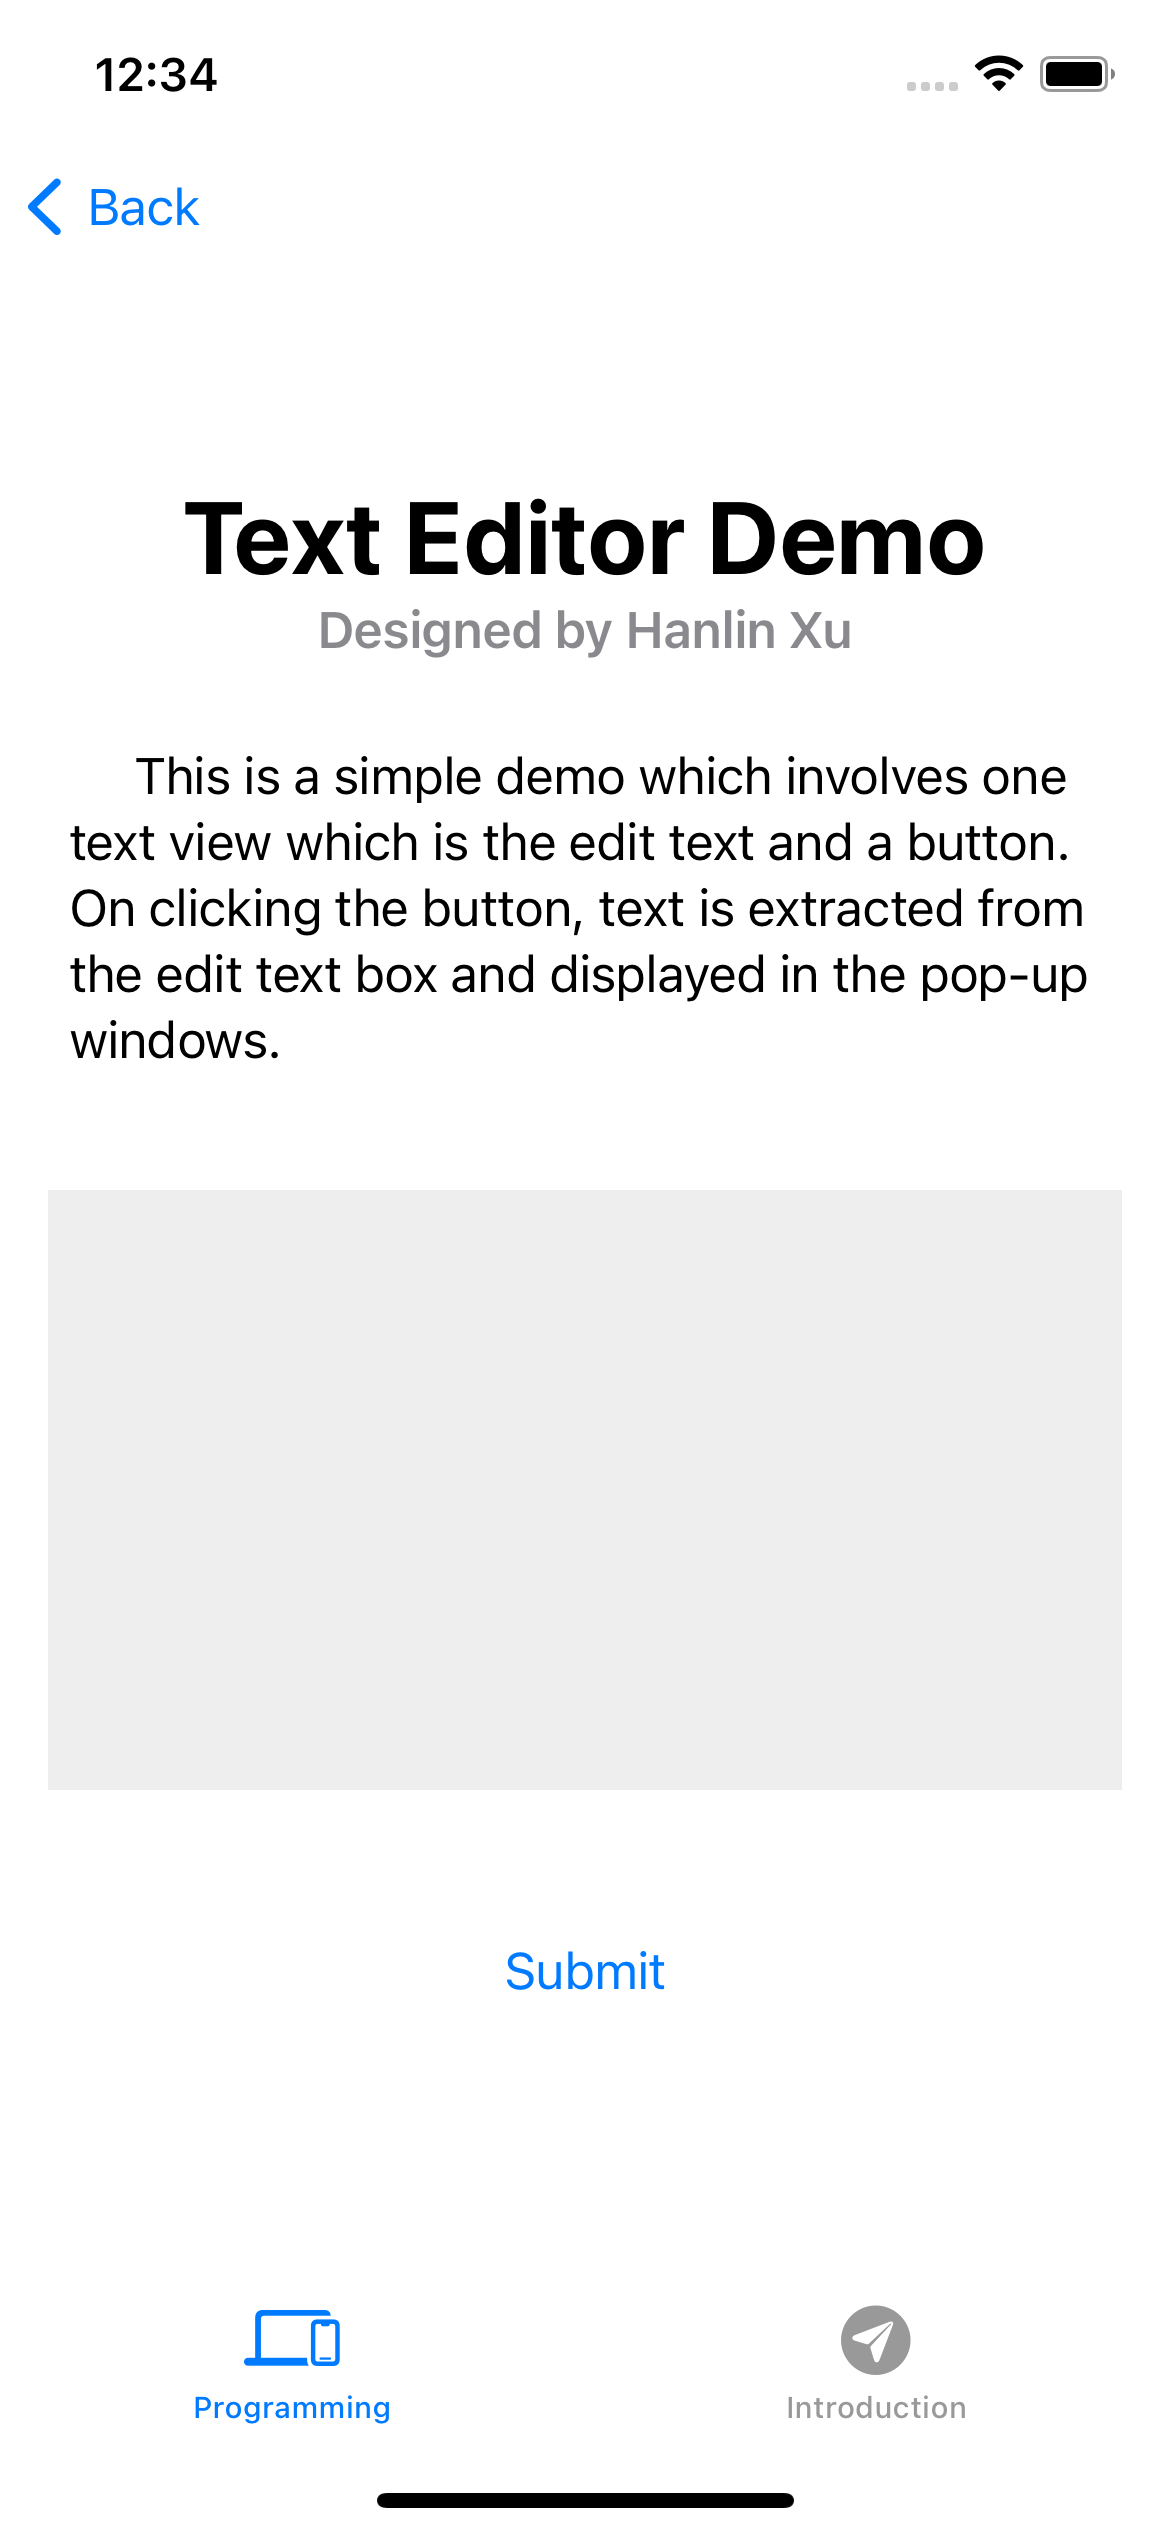 12:34
Back
Text Editor Demo
Designed by Hanlin Xu
This is a simple demo which involves one
text view which is the edit text and a button.
On clicking the button, text is extracted from
the edit text box and displayed in the pop-up
windows.
Submit
Programming
Introduction